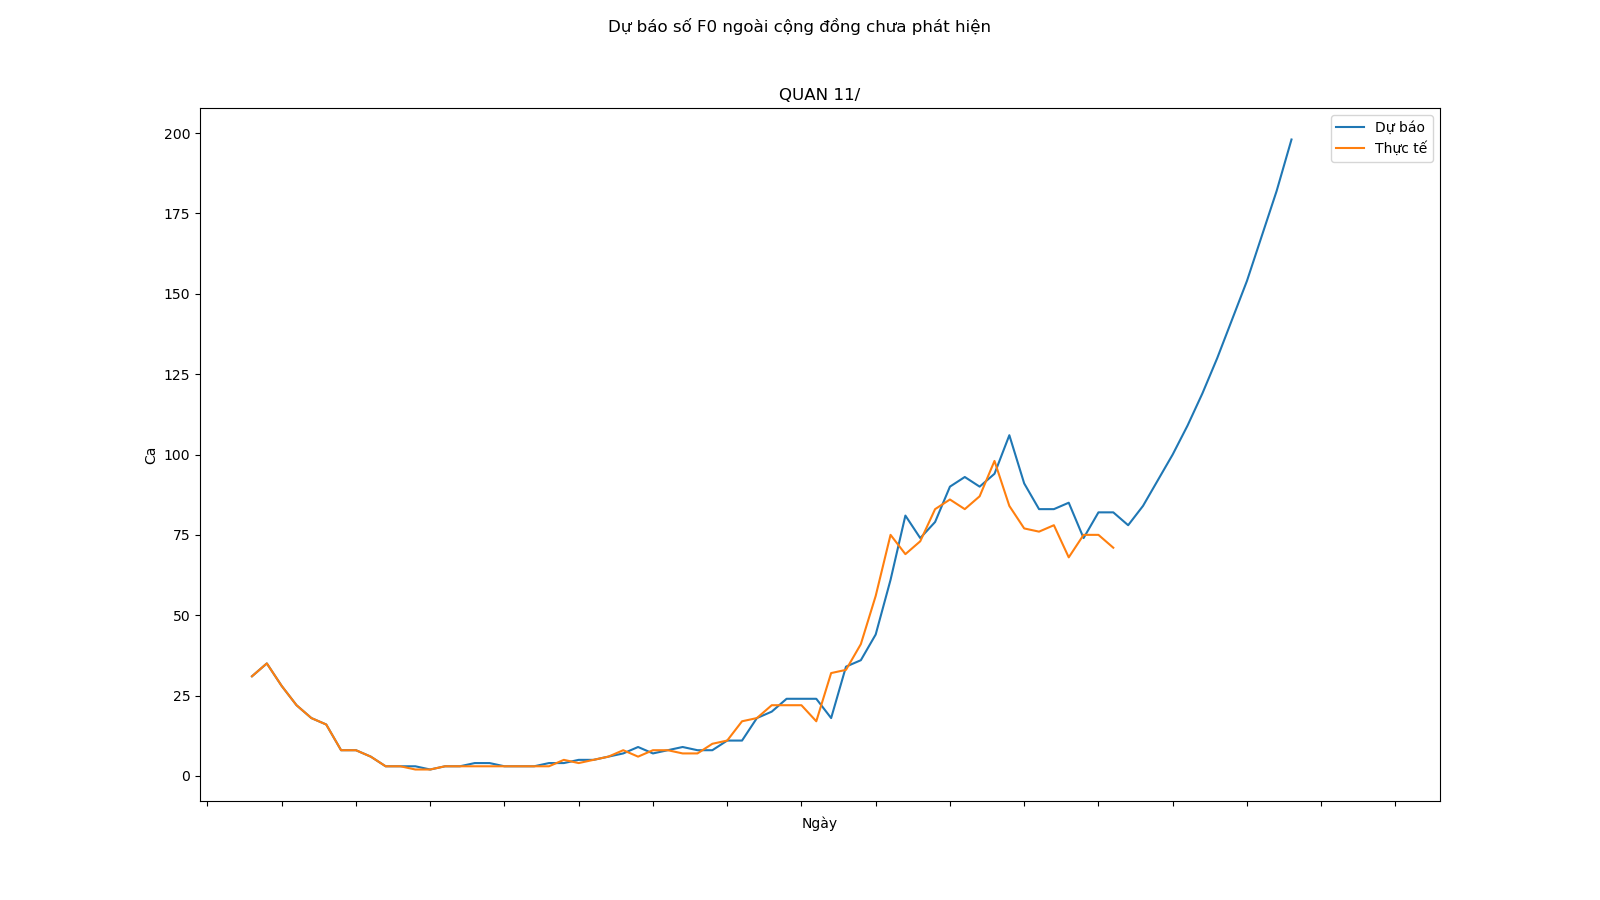 Dự báo số F0 ngoài cộng đồng chưa phát hiện
QUAN 11/
Dự báo
Thực tế
200
175
150
125
100
75
50
25
0
Ca
Ngày